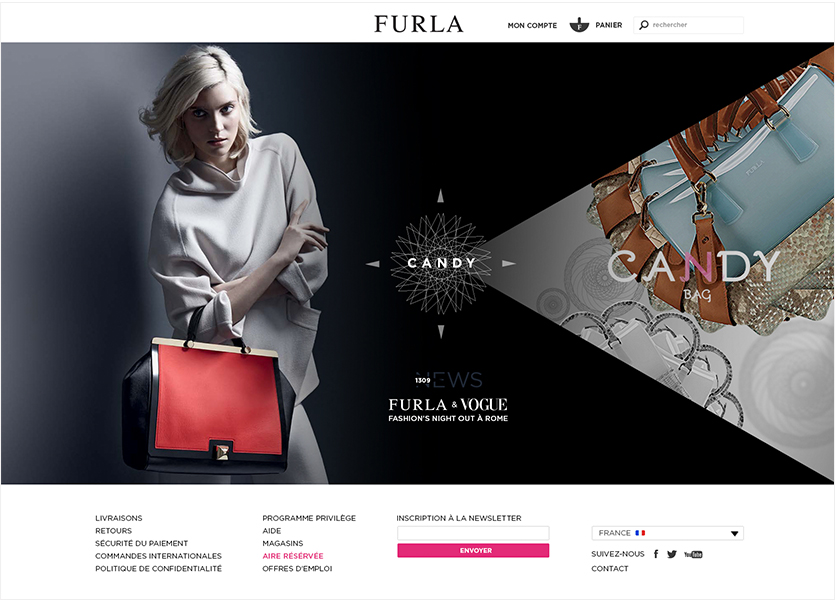 FURLA
MON COMPTE
PANIER
rechercher
FURLA
CANDY
CANDY
BAG
1309 NEWS
FURLA & VOGUE
FASHION'S NIGHT OUT À ROME
LIVRAISONS
RETOURS
SÉCURITÉ DU PAIEMENT
COMMANDES INTERNATIONALES
POLITIQUE DE CONFIDENTIALITÉ
PROGRAMME PRIVILÈGE
AIDE
MAGASINS
AIRE RÉSERVÉE
OFFRES D'EMPLOI
INSCRIPTION À LA NEWSLETTER
ENVOYER
FRANCE
SUIVEZ-NOUS
YouTube
CONTACT